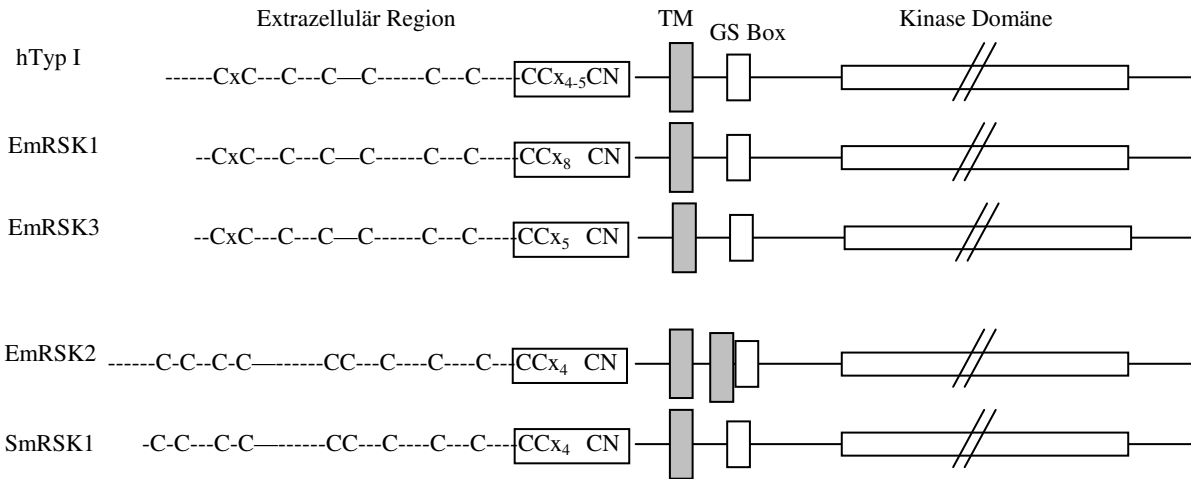 Extrazellulär Region TM GS Box Kinase Domäne
hTyp I ------CxC---C---C—C------C---C-----CCx4-5CN
EmRSK1 --CxC---C---C—C------C---C-----CCx8 CN
EmRSK3 --CxC---C---C—C------C---C-----CCx5 CN
EmRSK2 ------C-C--C-C—------CC---C----C----C---CCx4 CN
SmRSK1 -C-C---C-C—-------CC---C----C---C----CCx4 CN